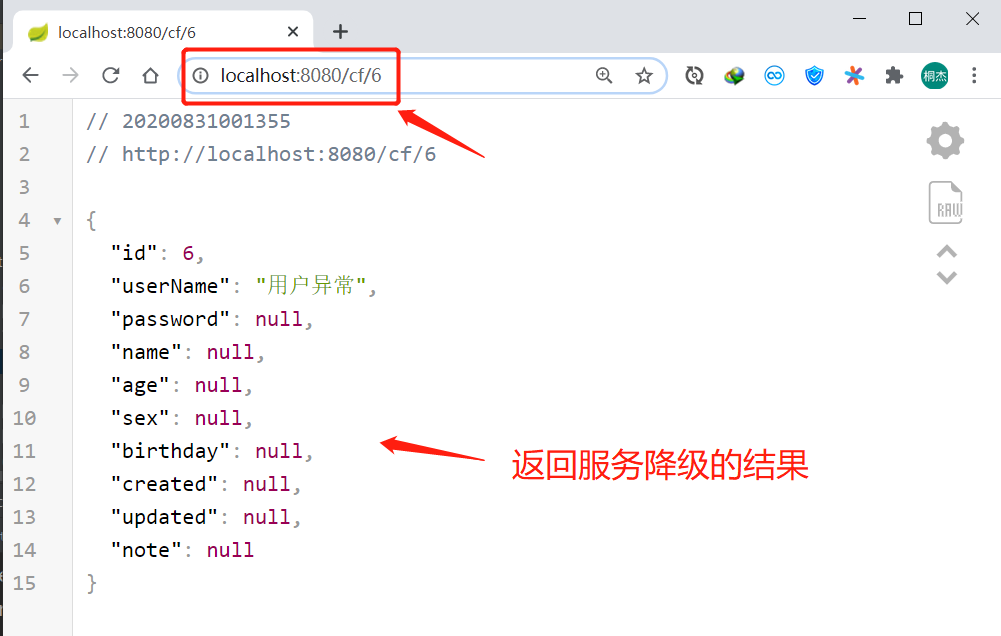 localhost:8080/cf/6
localhost:8080/cf/6
桐杰
1 // 20200831001355
2 // http://localhost:8080/cf/6
3
4 {
5 "id": 6,
6 "userName": "用户异常",
7 "password": null,
8 "name": null,
9 "age": null,
10 "sex": null,
11 "birthday": null,
12 "created": null,
13 "updated": null,
14 "note": null
15 }
RAW
返回服务降级的结果